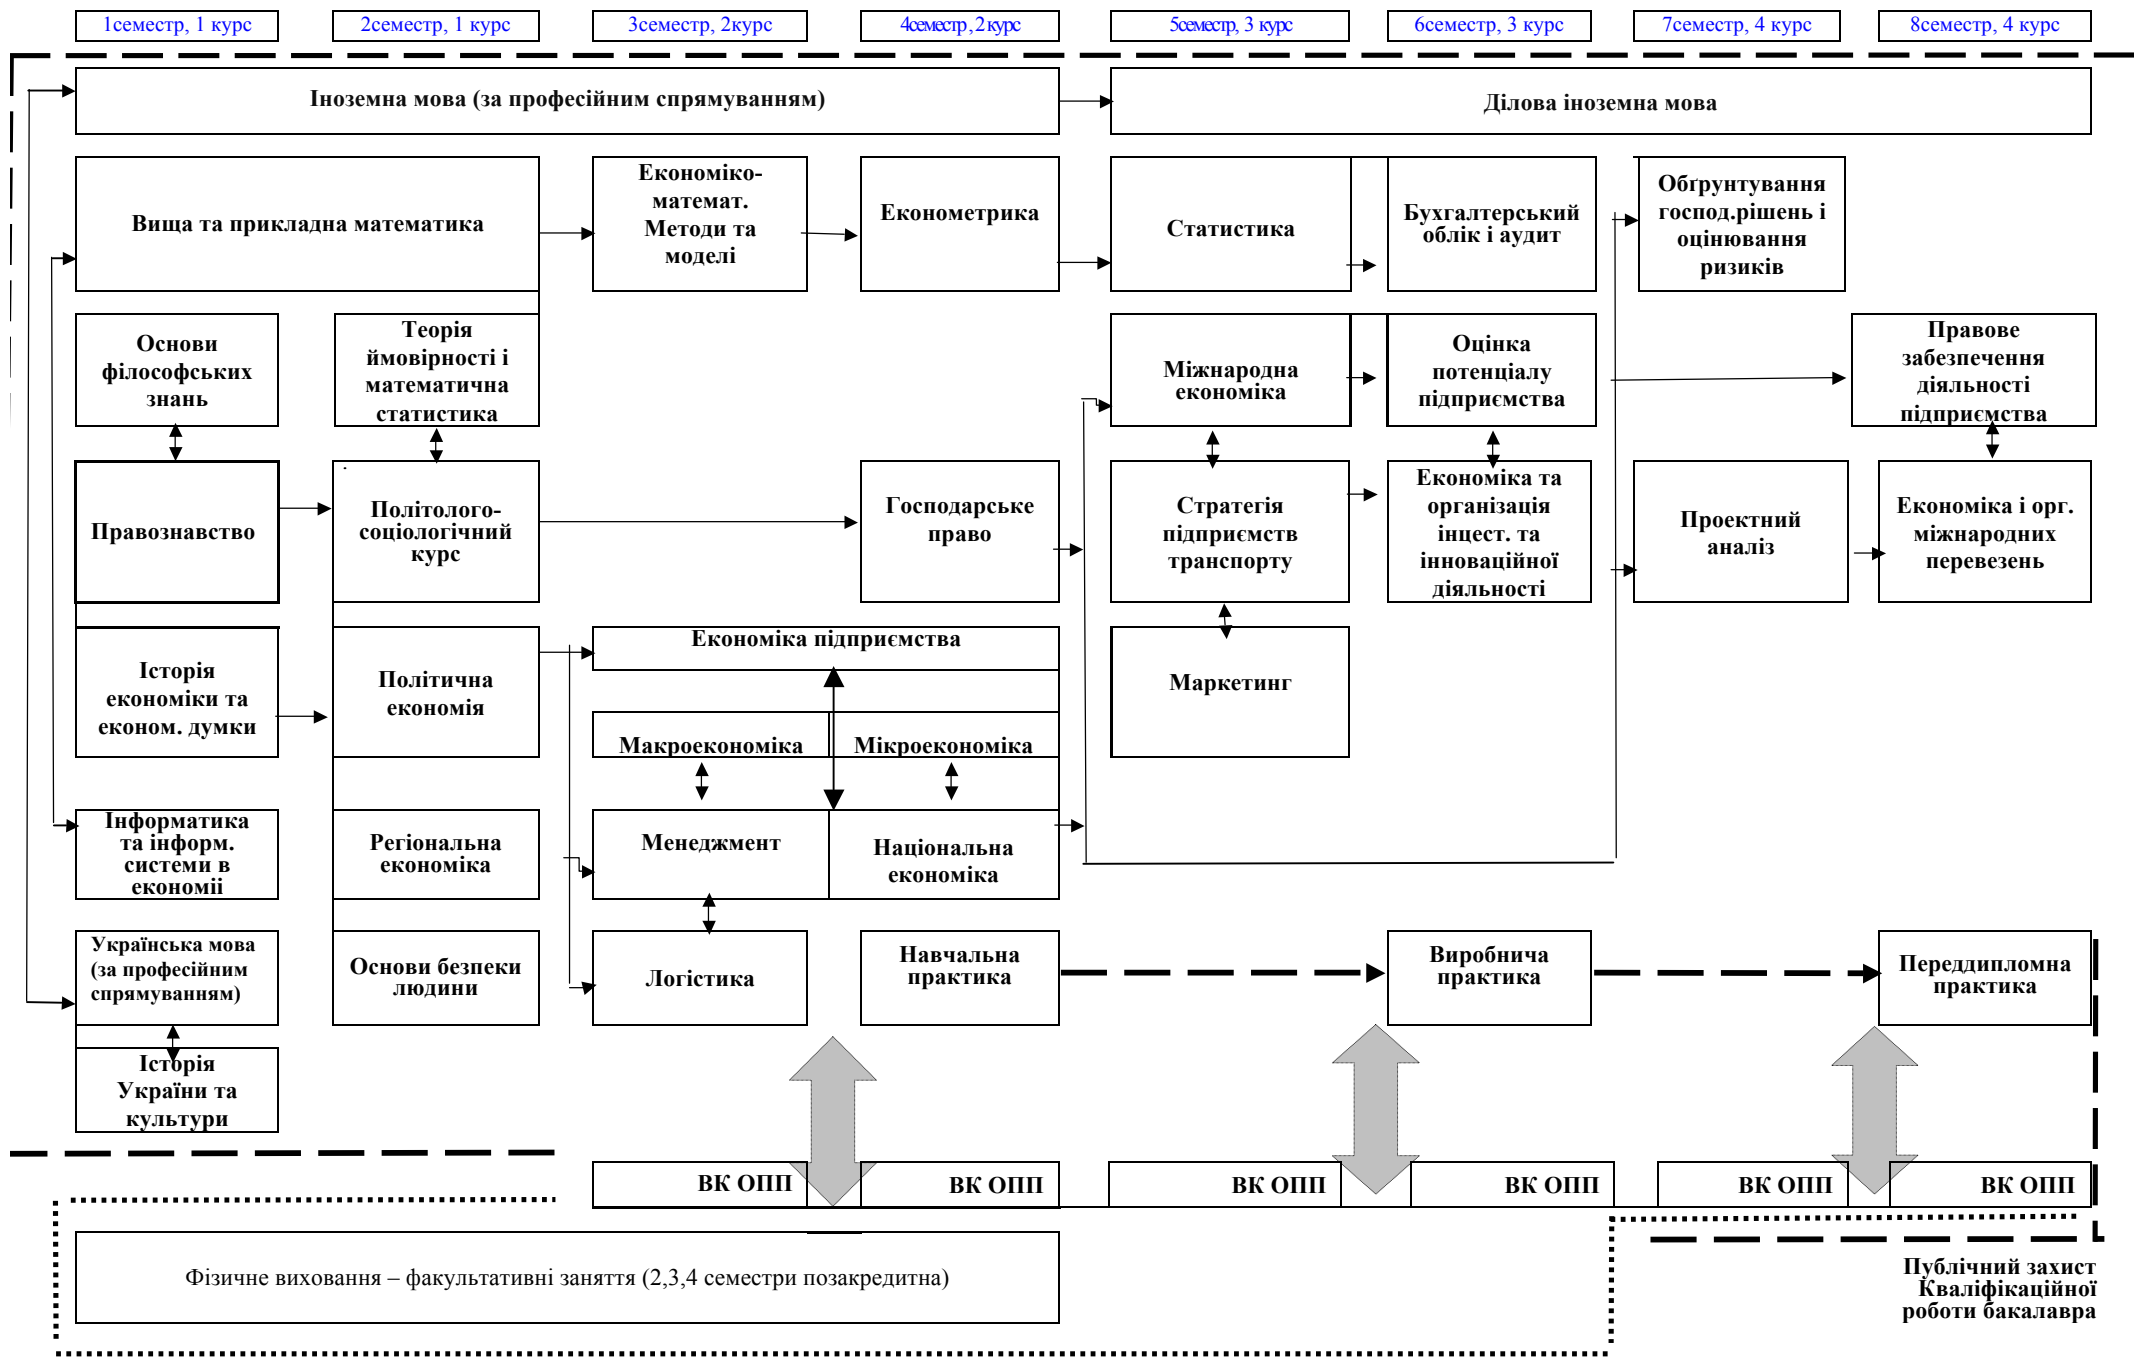 1семестр, 1 курс
2семестр, 1 курс
3семестр, 2курс
4семестр, 2 курс
5семестр, 3 курс
6семестр, 3 курс
7семестр, 4 курс
8семестр, 4 курс
Іноземна мова (за професійним спрямуванням)
Ділова іноземна мова
Вища та прикладна математика
Економіко-
математ.
Методи та
моделі
Економетрика
Статистика
Бухгалтерський
облік і аудит
Обґрунтування
господ.рішень і
оцінювання
ризиків
Основи
філософських
знань
Теорія
ймовірності і
математична
статистика
Міжнародна
економіка
Оцінка
потенціалу
підприємства
Правове
забезпечення
діяльності
підприємства
Правознавство
Політолого-
соціологічний
курс
Господарське
право
Стратегія
підприємств
транспорту
Економіка та
організація
інцест. та
інноваційної
діяльності
Проектний
аналіз
Економіка і орг.
міжнародних
перевезень
Історія
економіки та
економ. думки
Політична
економія
Економіка підприємства
Макроекономіка
Мікроекономіка
Маркетинг
Інформатика
та інформ.
системи в
економіі
Регіональна
економіка
Менеджмент
Національна
економіка
Українська мова
(за професійним
спрямуванням)
Основи безпеки
людини
Логістика
Навчальна
практика
Виробнича
практика
Переддипломна
практика
Історія
України та
культури
ВК ОПП
ВК ОПП
ВК ОПП
ВК ОПП
ВК ОПП
ВК ОПП
Фізичне виховання – факультативні заняття (2,3,4 семестри позакредитна)
Публічний захист
Кваліфікаційної
роботи бакалавра